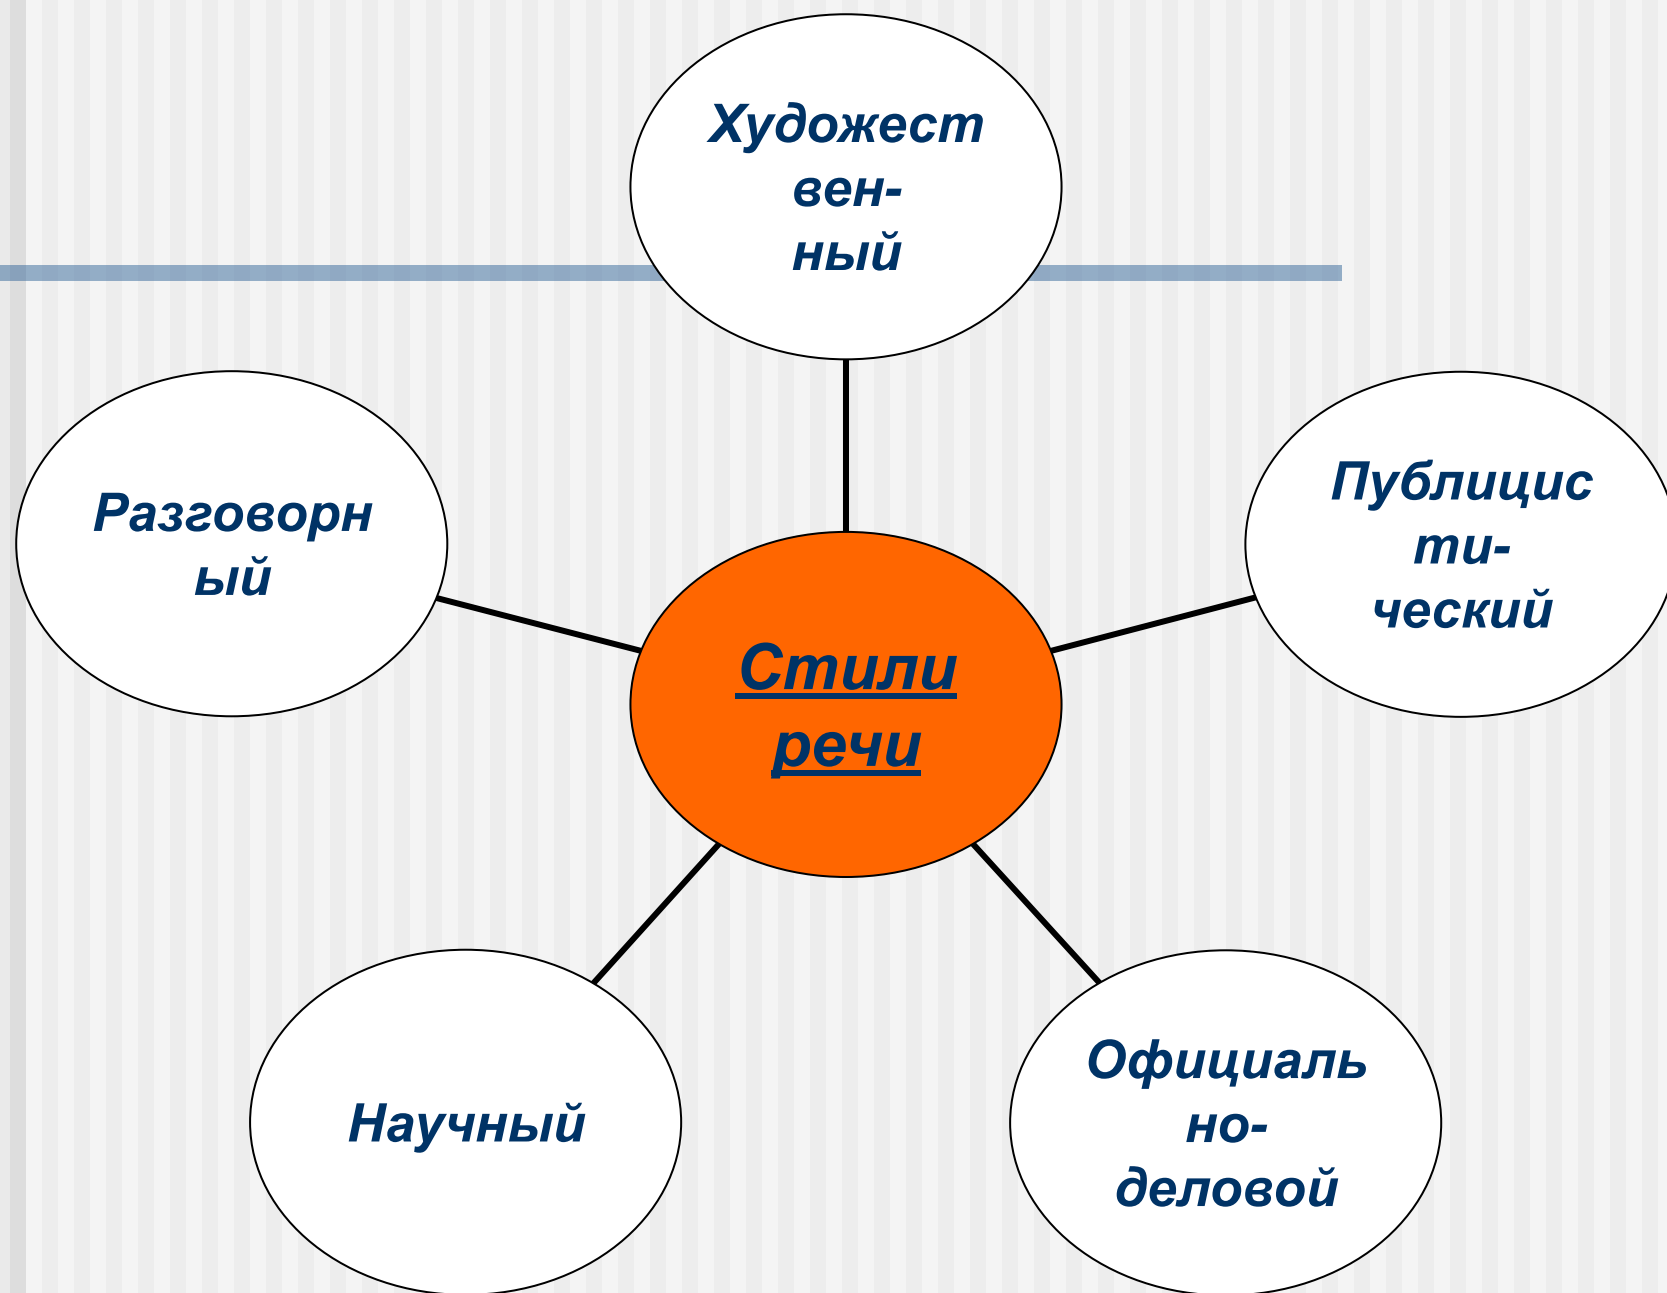 Художест
вен-
ный
Разговорн
ый
Публицис
ти-
ческий
Стили
речи
Научный
Официаль
но-
деловой